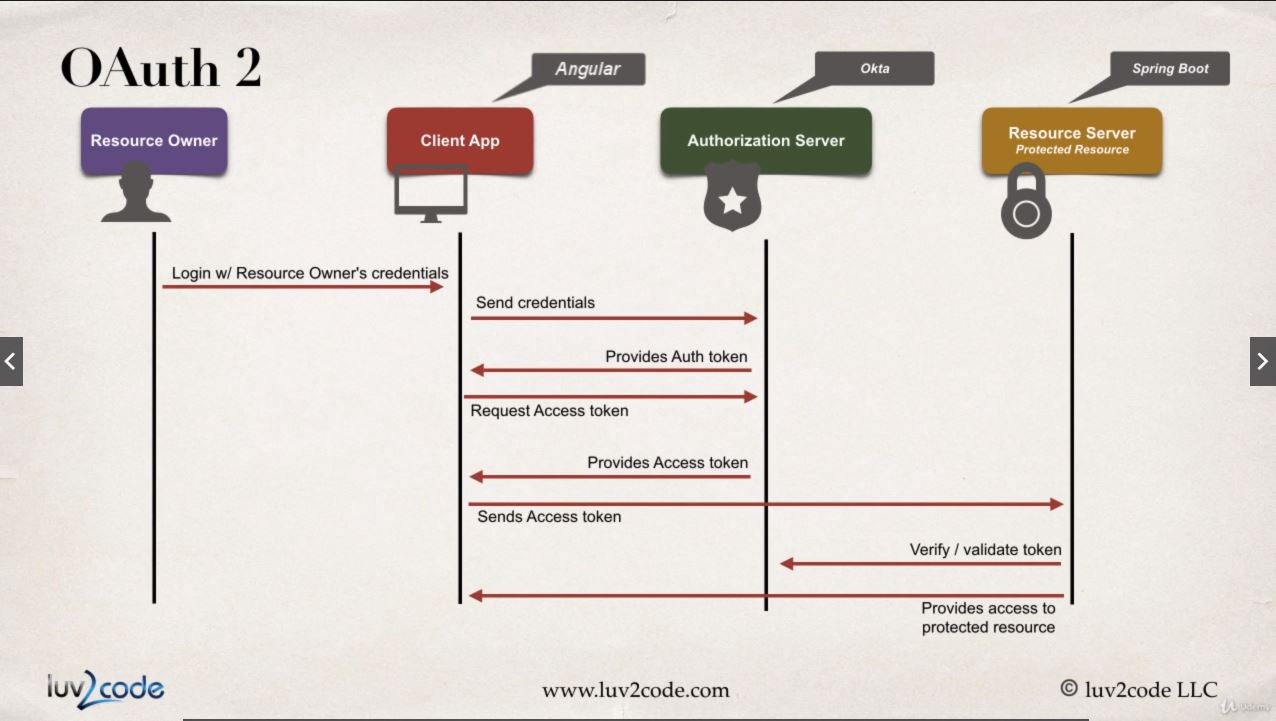 OAuth 2
Angular
Okta
Spring Boot
Resource Owner
Client App
Authorization Server
Resource Server
Protected Resource
Login w/ Resource Owner's credentials
Send credentials
Provides Auth token
Request Access token
Provides Access token
Sends Access token
Verify / validate token
Provides access to
protected resource
luv2code
www.luv2code.com
© luv2code LLC
Udemy